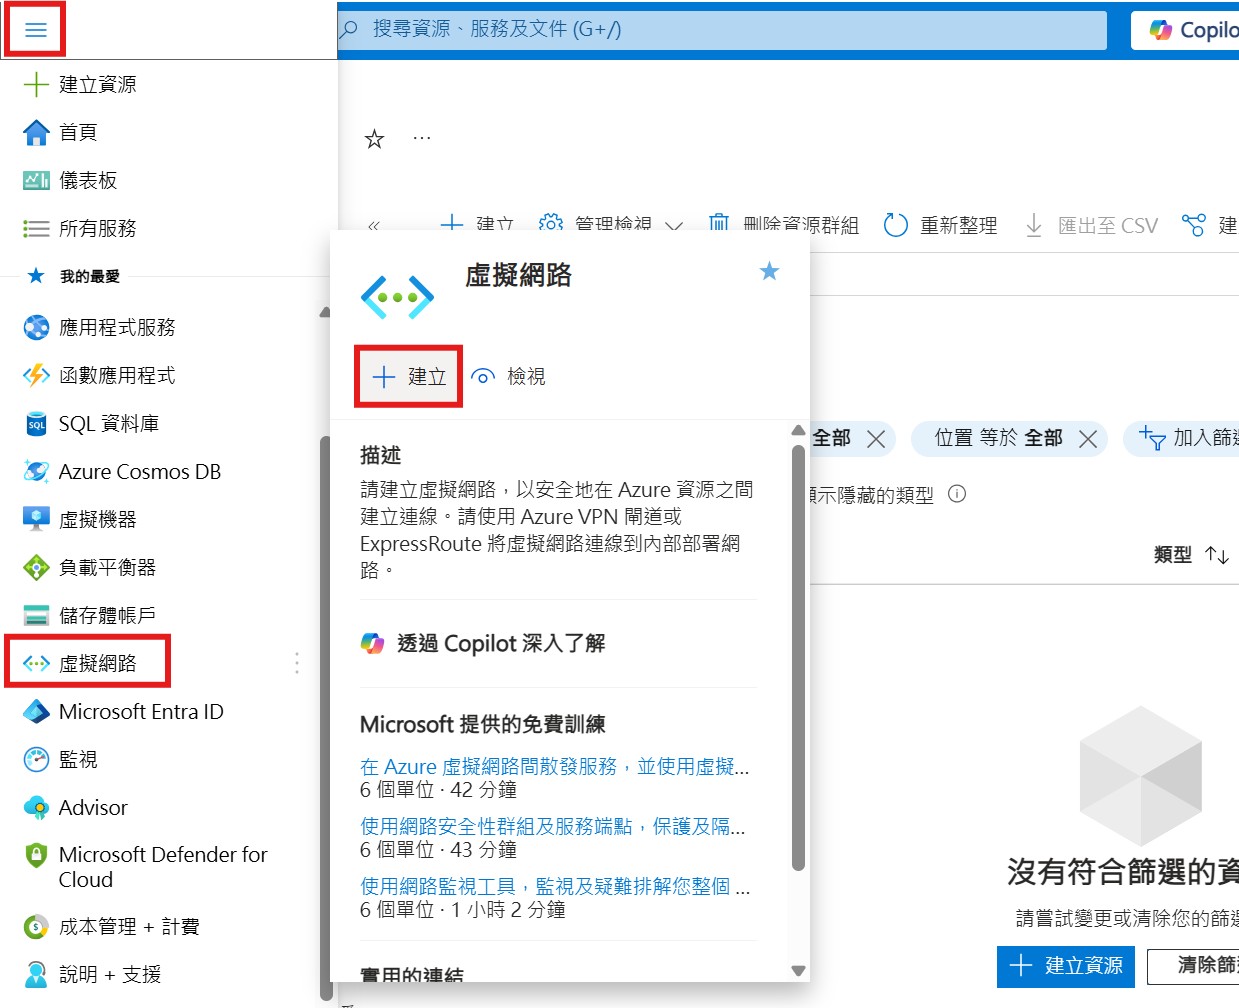 搜尋資源、服務及文件 (G+/)
Copilo
建立資源
首頁
儀表板
所有服務
我的最愛
應用程式服務
函數應用程式
SQL 資料庫
Azure Cosmos DB
虛擬機器
負載平衡器
儲存體帳戶
虛擬網路
Microsoft Entra ID
監視
Advisor
Microsoft Defender for
Cloud
成本管理 + 計費
說明 + 支援
建立
管理檢視
刪除資源群組
重新整理
匯出至 CSV
建
虛擬網路
建立
檢視
描述
請建立虛擬網路，以安全地在 Azure 資源之間
建立連線。請使用 Azure VPN 閘道或
ExpressRoute 將虛擬網路連線到內部部署網
路。
透過 Copilot 深入了解
Microsoft 提供的免費訓練
在 Azure 虛擬網路間散發服務，並使用虛擬...
6 個單位 · 42 分鐘
使用網路安全性群組及服務端點，保護及隔...
6 個單位 · 43 分鐘
使用網路監視工具，監視及疑難排解您整個 ...
6 個單位 · 1 小時 2 分鐘
實用的連結
全部
位置 等於 全部
加入篩選
顯示隱藏的類型
類型
沒有符合篩選的資
請嘗試變更或清除您的篩選
建立資源
清除篩選